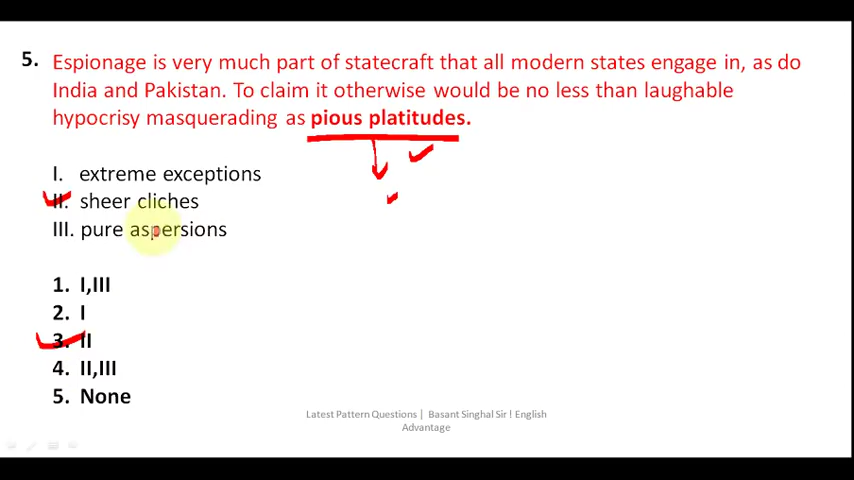 5. Espionage is very much part of statecraft that all modern states engage in, as do
India and Pakistan. To claim it otherwise would be no less than laughable
hypocrisy masquerading as pious platitudes.
I. extreme exceptions
II. sheer cliches
III. pure aspersions
1. I,III
2. I
3. II
4. II,III
5. None
Latest Pattern Questions | Basant Singhal Sir ! English
Advantage